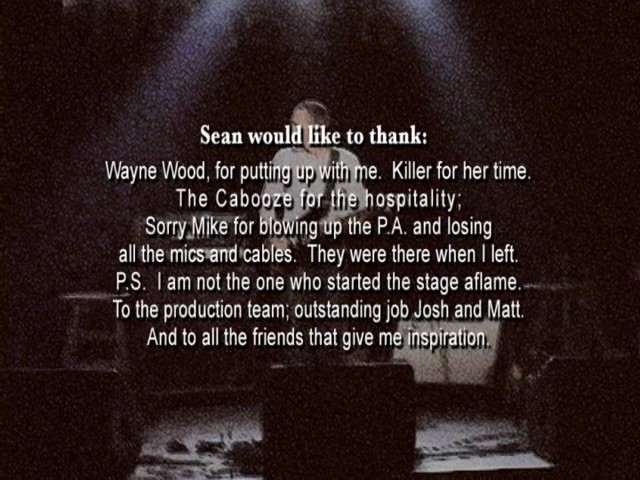 Sean would like to thank:
Wayne Wood, for putting up with me. Killer for her time.
The Cabooze for the hospitality;
Sorry Mike for blowing up the P.A. and losing
all the mics and cables. They were there when I left.
P.S. I am not the one who started the stage aflame.
To the production team; outstanding job Josh and Matt.
And to all the friends that give me inspiration.